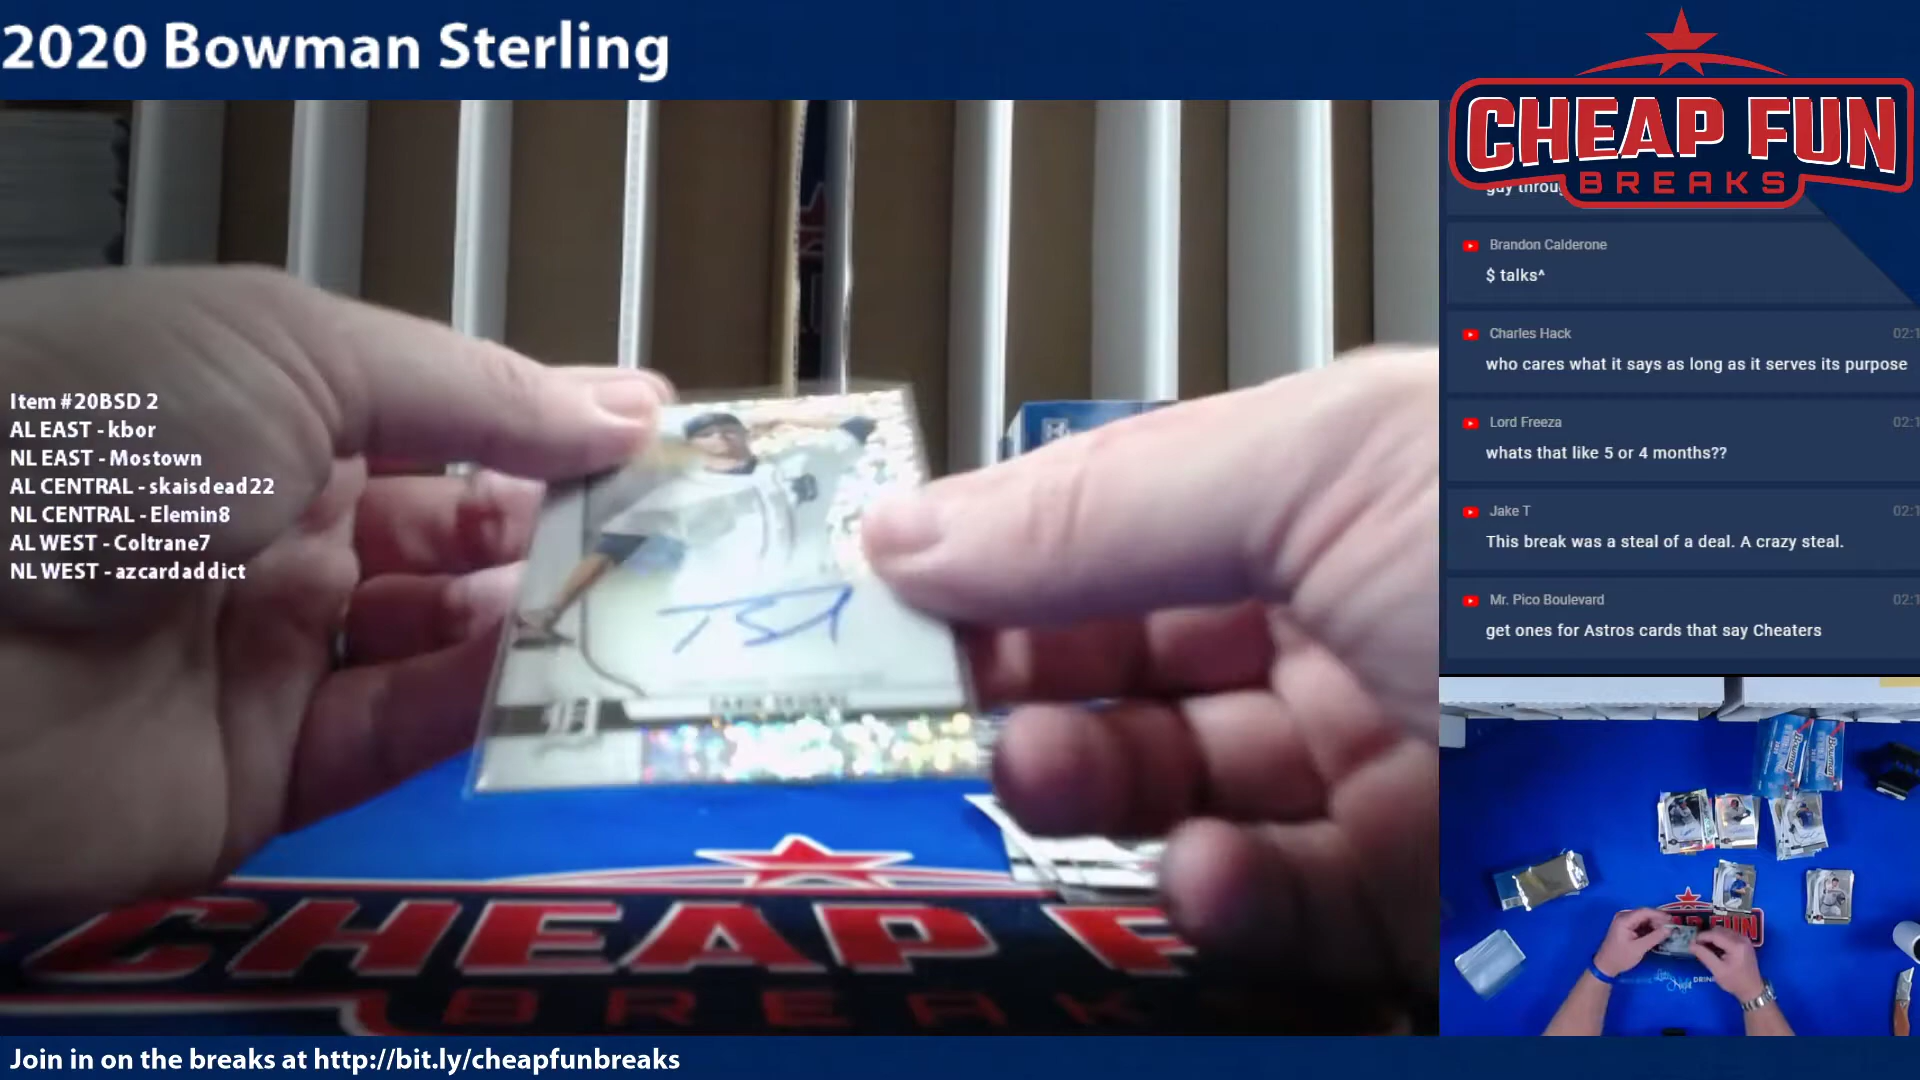 2020 Bowman Sterling
CHEAP FUN
BREAKS
Brandon Calderone
$ talks^
Charles Hack
who cares what it says as long as it serves its purpose
Lord Freeza
whats that like 5 or 4 months??
Jake T
This break was a steal of a deal. A crazy steal.
Mr. Pico Boulevard
get ones for Astros cards that say Cheaters
Item #20BSD 2
AL EAST - kbor
NL EAST - Mostown
AL CENTRAL - skaisdead22
NL CENTRAL - Elemin8
AL WEST - Coltrane7
NL WEST - azcardaddict
CHEAP F
BREAKS
Join in on the breaks at http://bit.ly/cheapfunbreaks